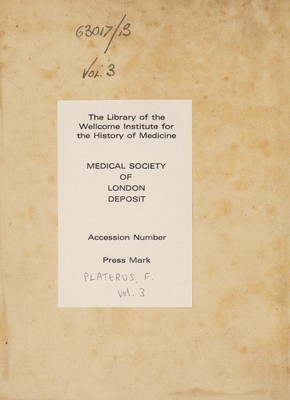 63017/B
Vol. 3
The Library of the
Wellcome Institute for
the History of Medicine
MEDICAL SOCIETY
OF
LONDON
DEPOSIT
Accession Number
Press Mark
PLATERUS, F.
vol. 3